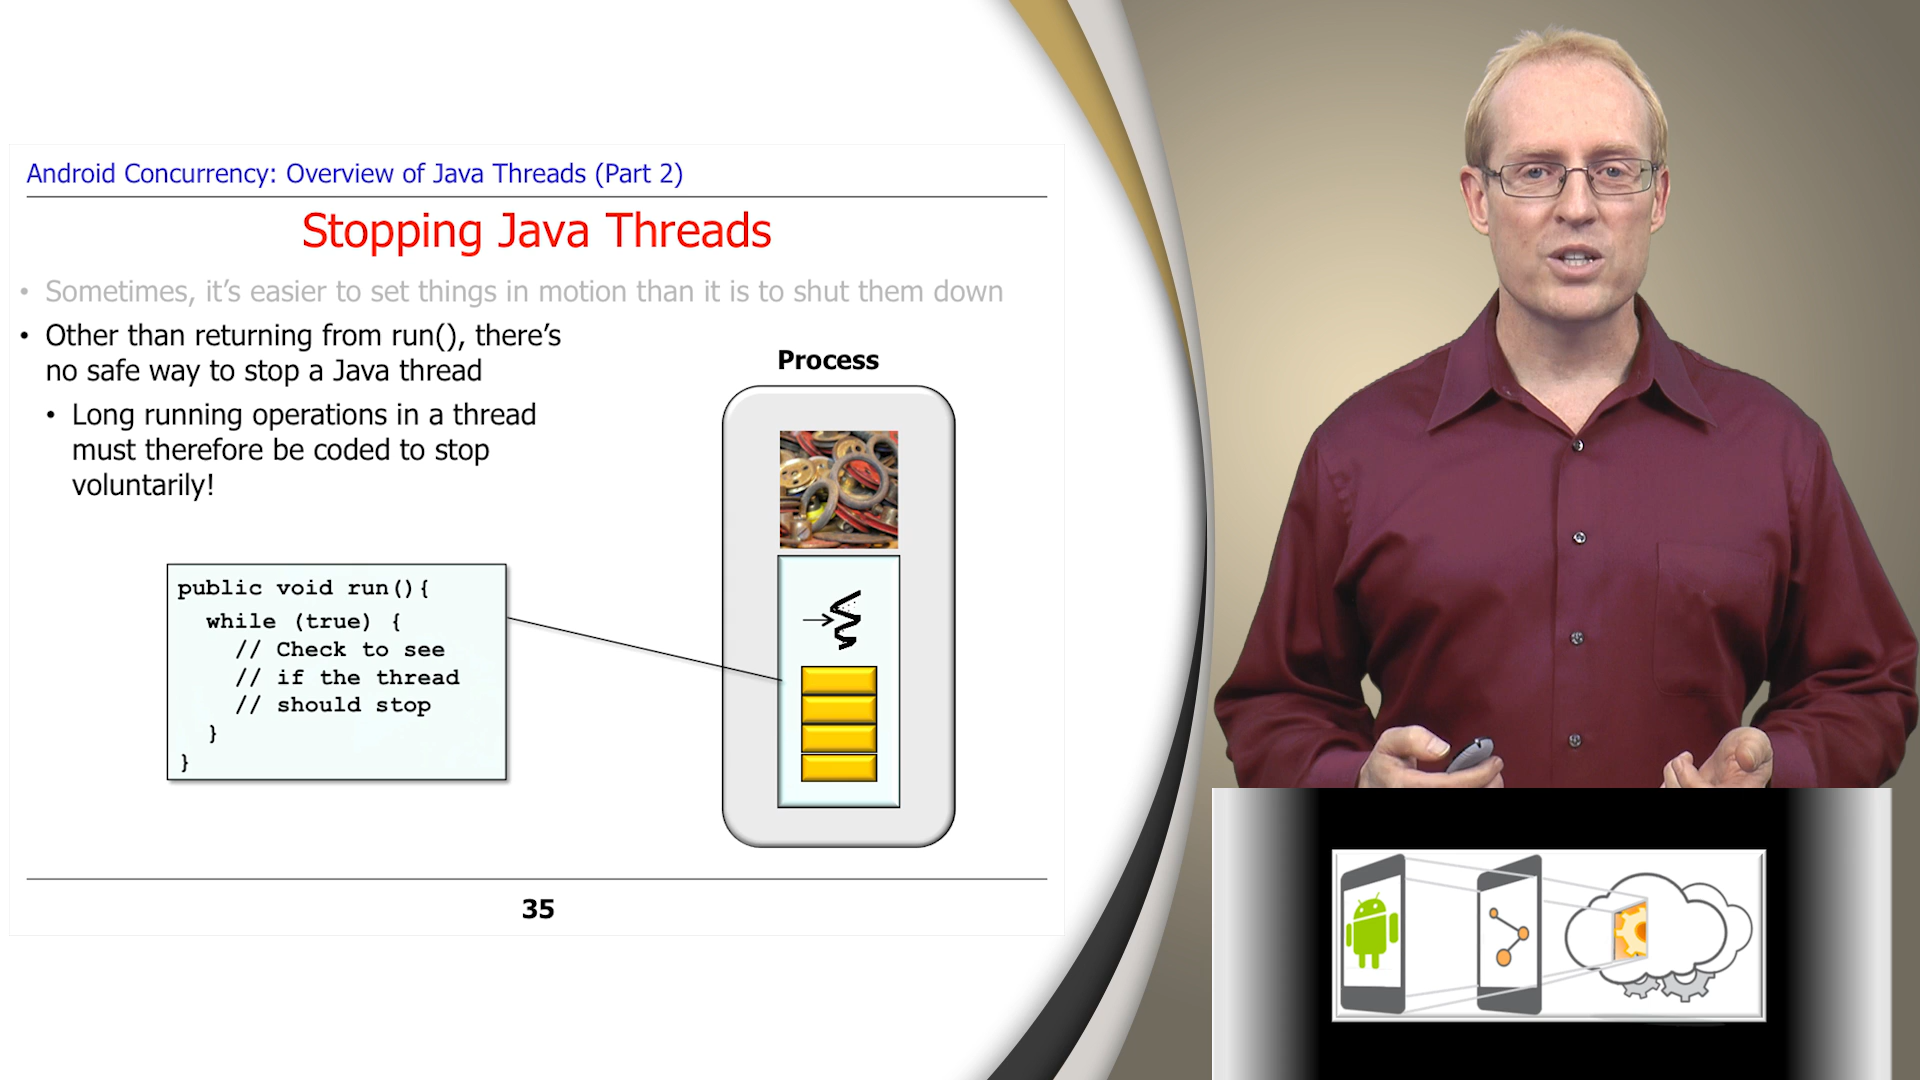 Android Concurrency: Overview of Java Threads (Part 2)
Stopping Java Threads
• Sometimes, it’s easier to set things in motion than it is to shut them down
• Other than returning from run(), there’s
no safe way to stop a Java thread
• Long running operations in a thread
must therefore be coded to stop
voluntarily!
Process
public void run(){
while (true) {
// Check to see
// if the thread
// should stop
}
}
35